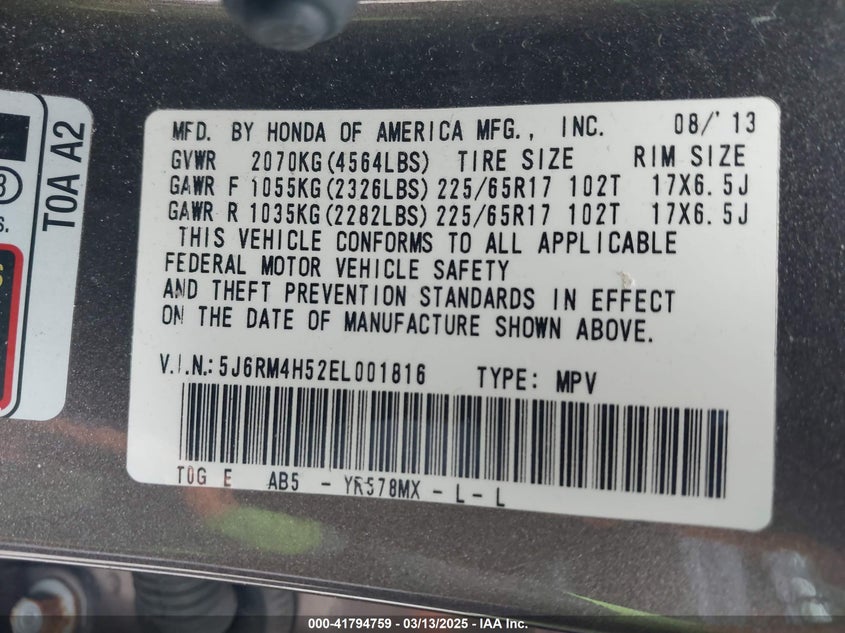 MFD. BY HONDA OF AMERICA MFG., INC. 08/'13
GVWR 2070KG(4564LBS) TIRE SIZE RIM SIZE
GAWR F 1055KG(2326LBS) 225/65R17 102T 17X6.5J
GAWR R 1035KG(2282LBS) 225/65R17 102T 17X6.5J
THIS VEHICLE CONFORMS TO ALL APPLICABLE
FEDERAL MOTOR VEHICLE SAFETY
AND THEFT PREVENTION STANDARDS IN EFFECT
ON THE DATE OF MANUFACTURE SHOWN ABOVE.
V.I.N.: 5J6RM4H52EL001816 TYPE: MPV
T0G E AB5 - YR578MX - L - L
T0A A2
000-41794759 — 03/13/2025 — IAA Inc.